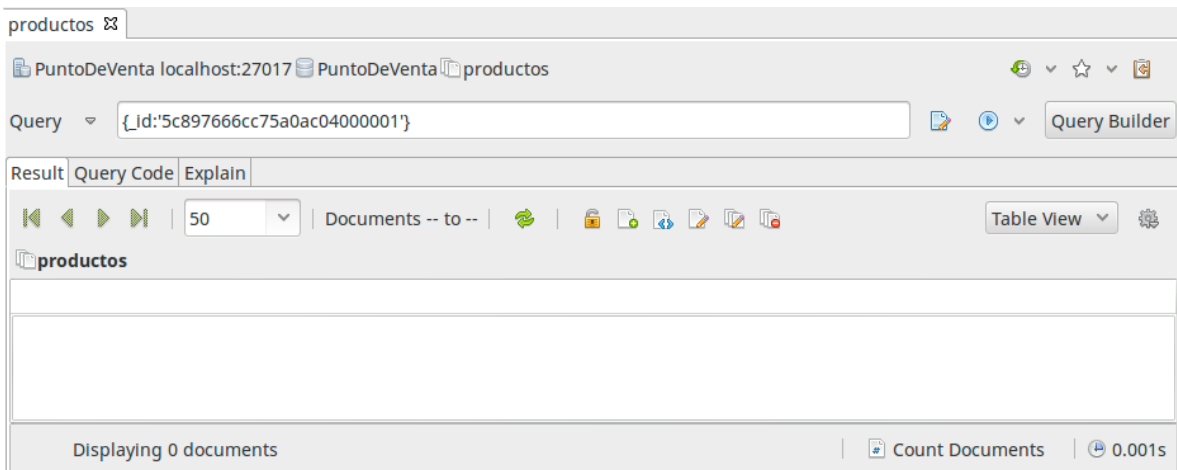 productos
PuntoDeVenta localhost:27017 PuntoDeVenta productos
Query {_id:'5c897666cc75a0ac04000001'} Query Builder
Result Query Code Explain
50 Documents -- to -- Table View
productos
Displaying 0 documents Count Documents 0.001s